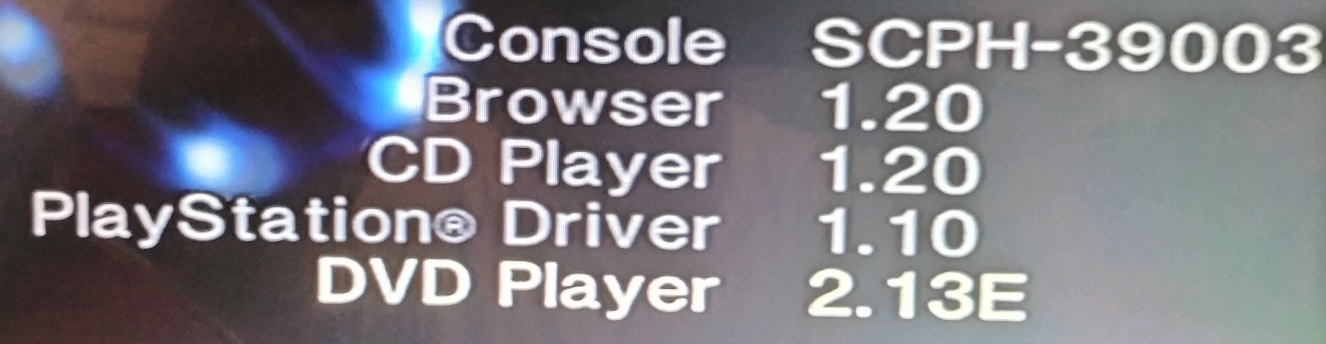 Console SCPH-39003
Browser 1.20
CD Player 1.20
PlayStation® Driver 1.10
DVD Player 2.13E